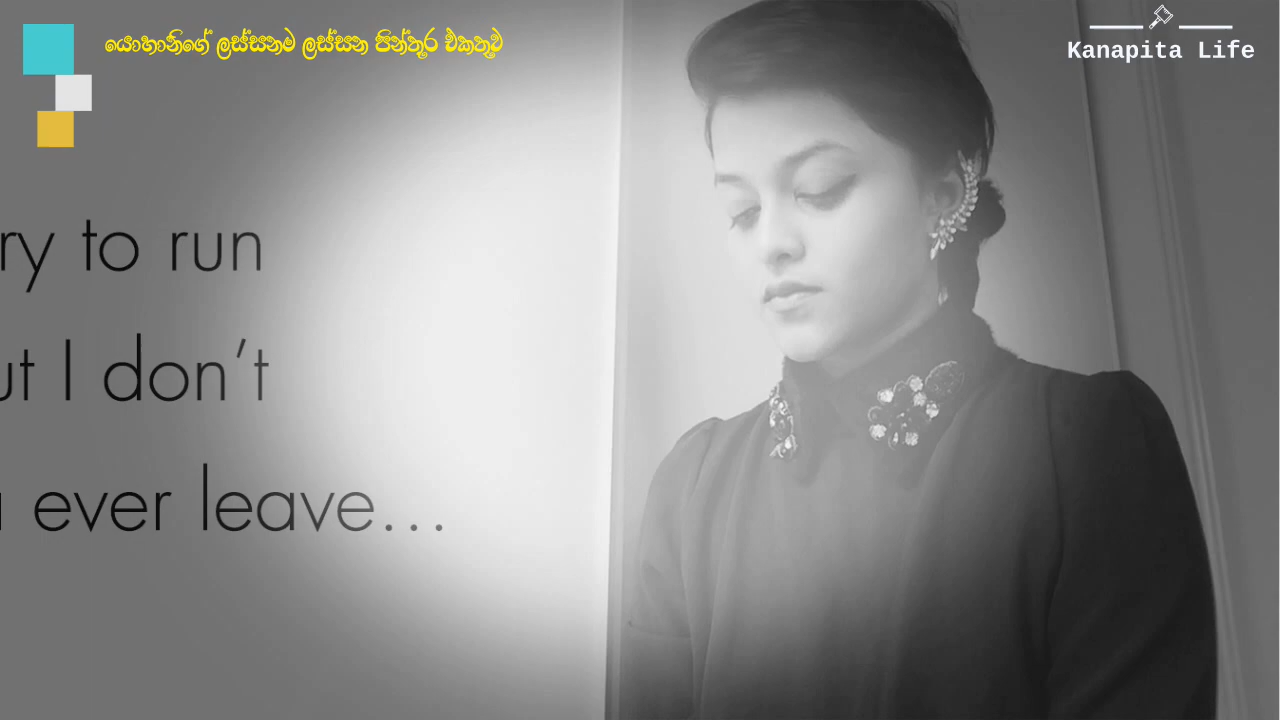 යොහානිගේ ලස්සනම ලස්සන පින්තූර එකතුව
Kanapita Life
ry to run
ut I don't
ever leave...